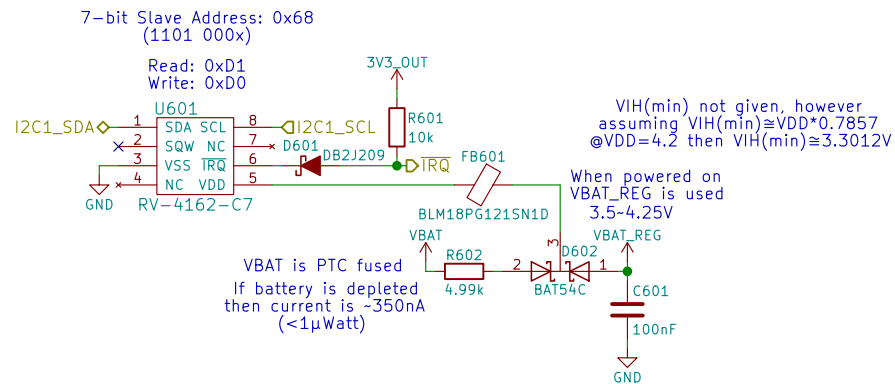 7-bit Slave Address: 0x68
(1101 000x)
Read: 0xD1
Write: 0xD0
3V3_OUT
U601
I2C1_SDA
1
SDA SCL
8
I2C1_SCL
R601
10k
2
SQW NC
7
D601
3
VSS IRQ
6
DB2J209
IRQ
4
NC VDD
5
GND
RV-4162-C7
FB601
BLM18PG121SN1D
VIH(min) not given, however
assuming VIH(min)≅VDD*0.7857
@VDD=4.2 then VIH(min)≅3.3012V
When powered on
VBAT_REG is used
3.5~4.25V
VBAT
3
D602
VBAT_REG
R602
4.99k
2
1
BAT54C
VBAT is PTC fused
If battery is depleted
then current is ~350nA
(<1µWatt)
C601
100nF
GND